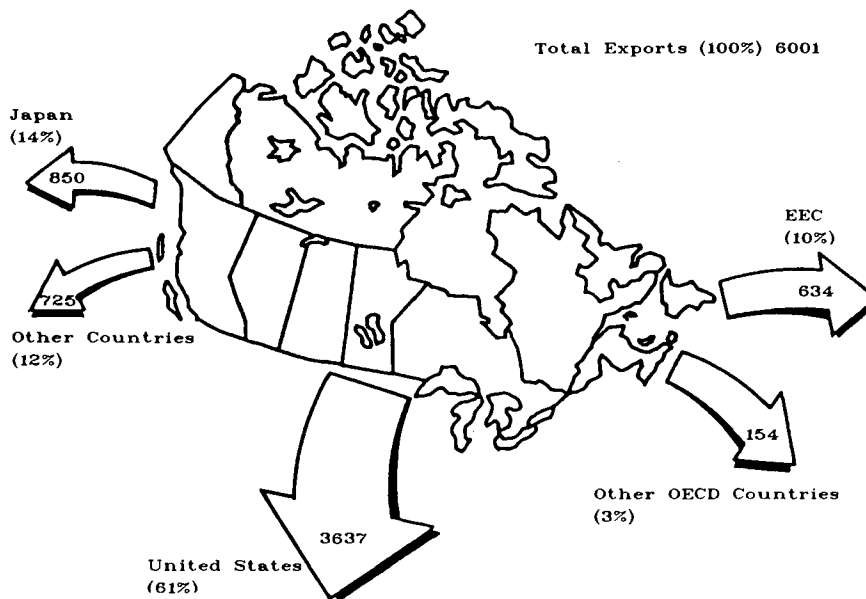 Total Exports (100%) 6001
Japan
(14%)
850
EEC
(10%)
634
725
Other Countries
(12%)
154
Other OECD Countries
(3%)
3637
United States
(61%)